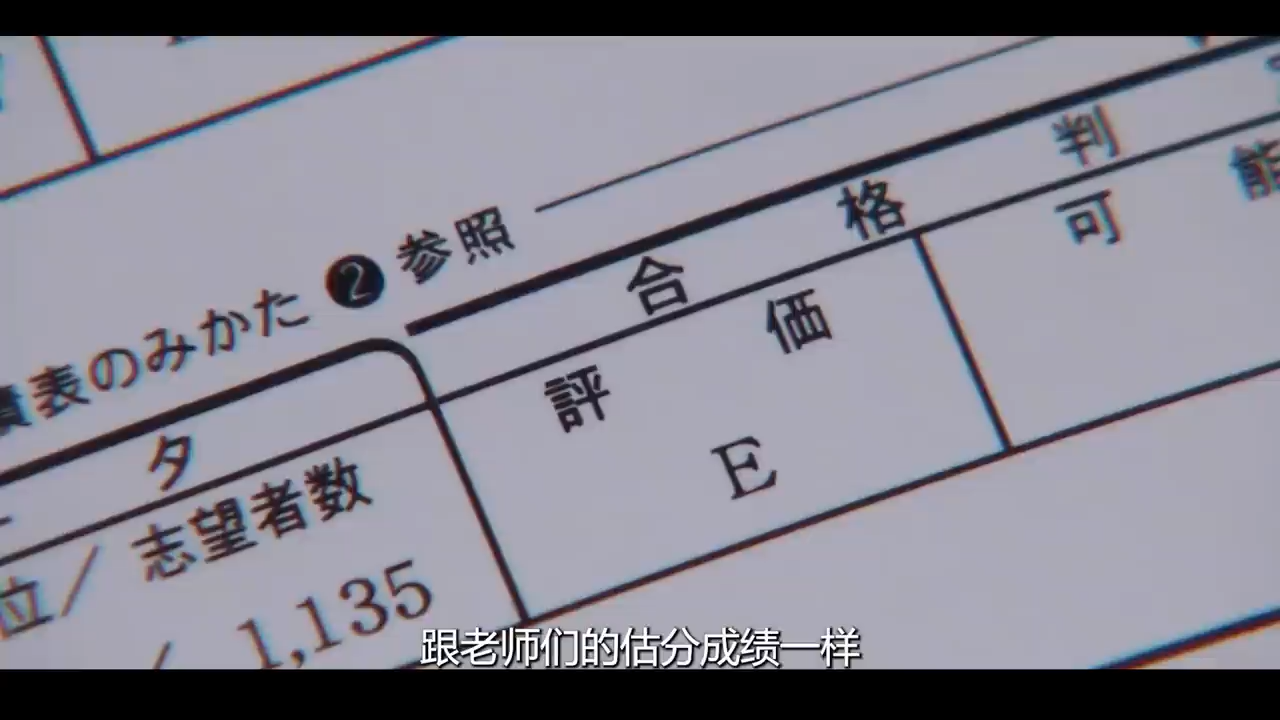 績表のみかた ❷ 参照
合格判
タ
評価
可能
位／志望者数
E
／ 1,135
跟老师们的估分成绩一样